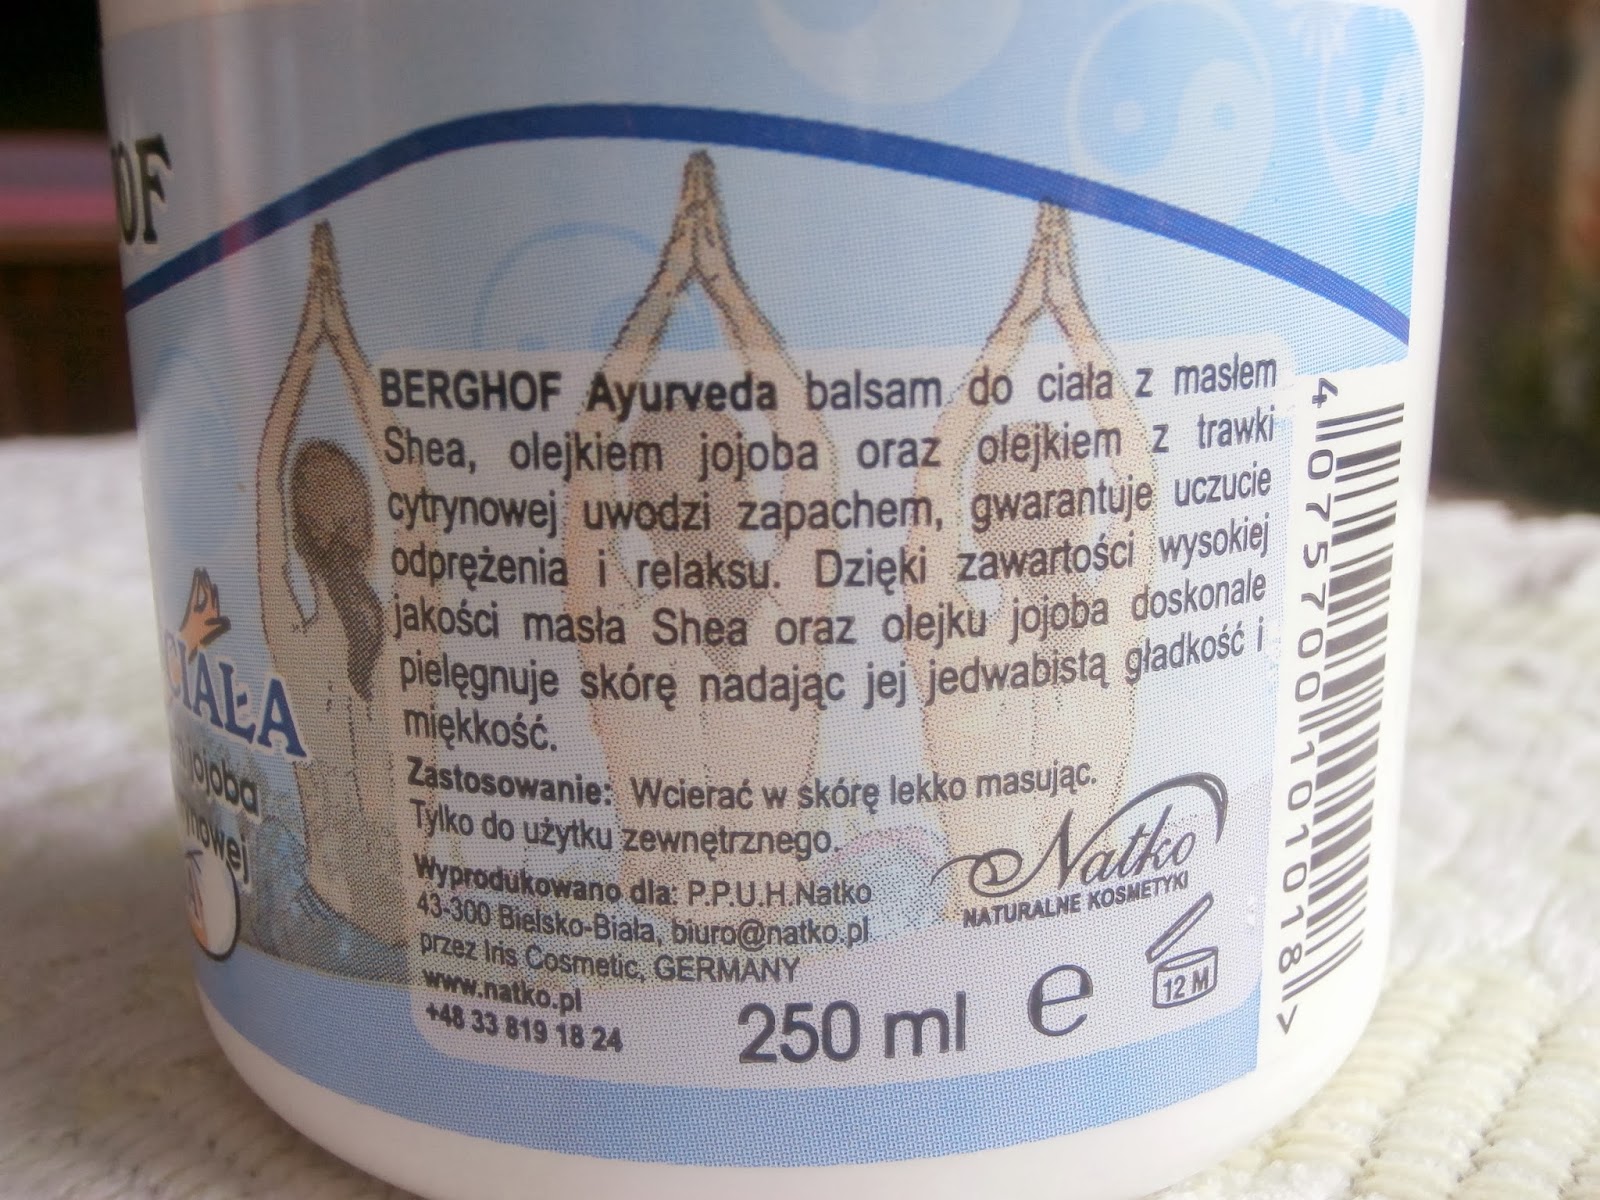 OF
CIAŁA
jojoba
BERGHOF Ayurveda balsam do ciała z masłem
Shea, olejkiem jojoba oraz olejkiem z trawki
cytrynowej uwodzi zapachem, gwarantuje uczucie
odprężenia i relaksu. Dzięki zawartości wysokiej
jakości masła Shea oraz olejku jojoba doskonale
pielęgnuje skórę nadając jej jedwabistą gładkość i
miękkość.
Zastosowanie: Wcierać w skórę lekko masując.
Tylko do użytku zewnętrznego.
Wyprodukowano dla: P.P.U.H.Natko
43-300 Bielsko-Biała, biuro@natko.pl
przez Iris Cosmetic, GERMANY
www.natko.pl
+48 33 819 18 24
250 ml e
Natko
NATURALNE KOSMETYKI
12 M
4 075700 101018 >